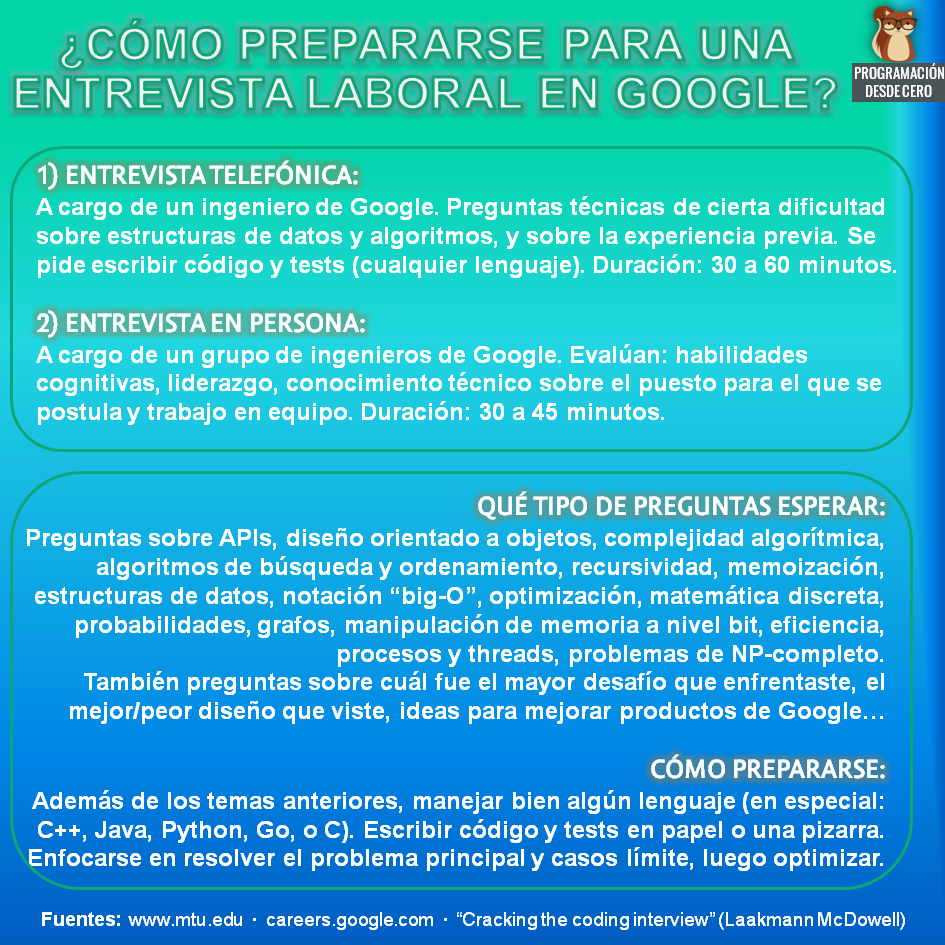 ¿CÓMO PREPARARSE PARA UNA
ENTREVISTA LABORAL EN GOOGLE?
PROGRAMACIÓN
DESDE CERO
1) ENTREVISTA TELEFÓNICA:
A cargo de un ingeniero de Google. Preguntas técnicas de cierta dificultad
sobre estructuras de datos y algoritmos, y sobre la experiencia previa. Se
pide escribir código y tests (cualquier lenguaje). Duración: 30 a 60 minutos.
2) ENTREVISTA EN PERSONA:
A cargo de un grupo de ingenieros de Google. Evalúan: habilidades
cognitivas, liderazgo, conocimiento técnico sobre el puesto para el que se
postula y trabajo en equipo. Duración: 30 a 45 minutos.
QUÉ TIPO DE PREGUNTAS ESPERAR:
Preguntas sobre APIs, diseño orientado a objetos, complejidad algorítmica,
algoritmos de búsqueda y ordenamiento, recursividad, memoización,
estructuras de datos, notación “big-O”, optimización, matemática discreta,
probabilidades, grafos, manipulación de memoria a nivel bit, eficiencia,
procesos y threads, problemas de NP-completo.
También preguntas sobre cuál fue el mayor desafío que enfrentaste, el
mejor/peor diseño que viste, ideas para mejorar productos de Google…
CÓMO PREPARARSE:
Además de los temas anteriores, manejar bien algún lenguaje (en especial:
C++, Java, Python, Go, o C). Escribir código y tests en papel o una pizarra.
Enfocarse en resolver el problema principal y casos límite, luego optimizar.
Fuentes: www.mtu.edu · careers.google.com · “Cracking the coding interview” (Laakmann McDowell)